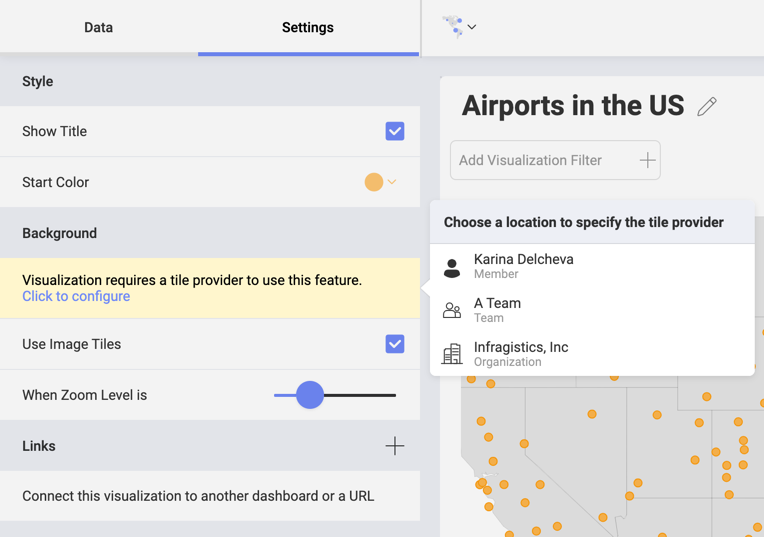 Data
Settings
Style
Show Title
Start Color
Background
Visualization requires a tile provider to use this feature.
Click to configure
Use Image Tiles
When Zoom Level is
Links
Connect this visualization to another dashboard or a URL
Airports in the US
Add Visualization Filter
Choose a location to specify the tile provider
Karina Delcheva
Member
A Team
Team
Infragistics, Inc
Organization